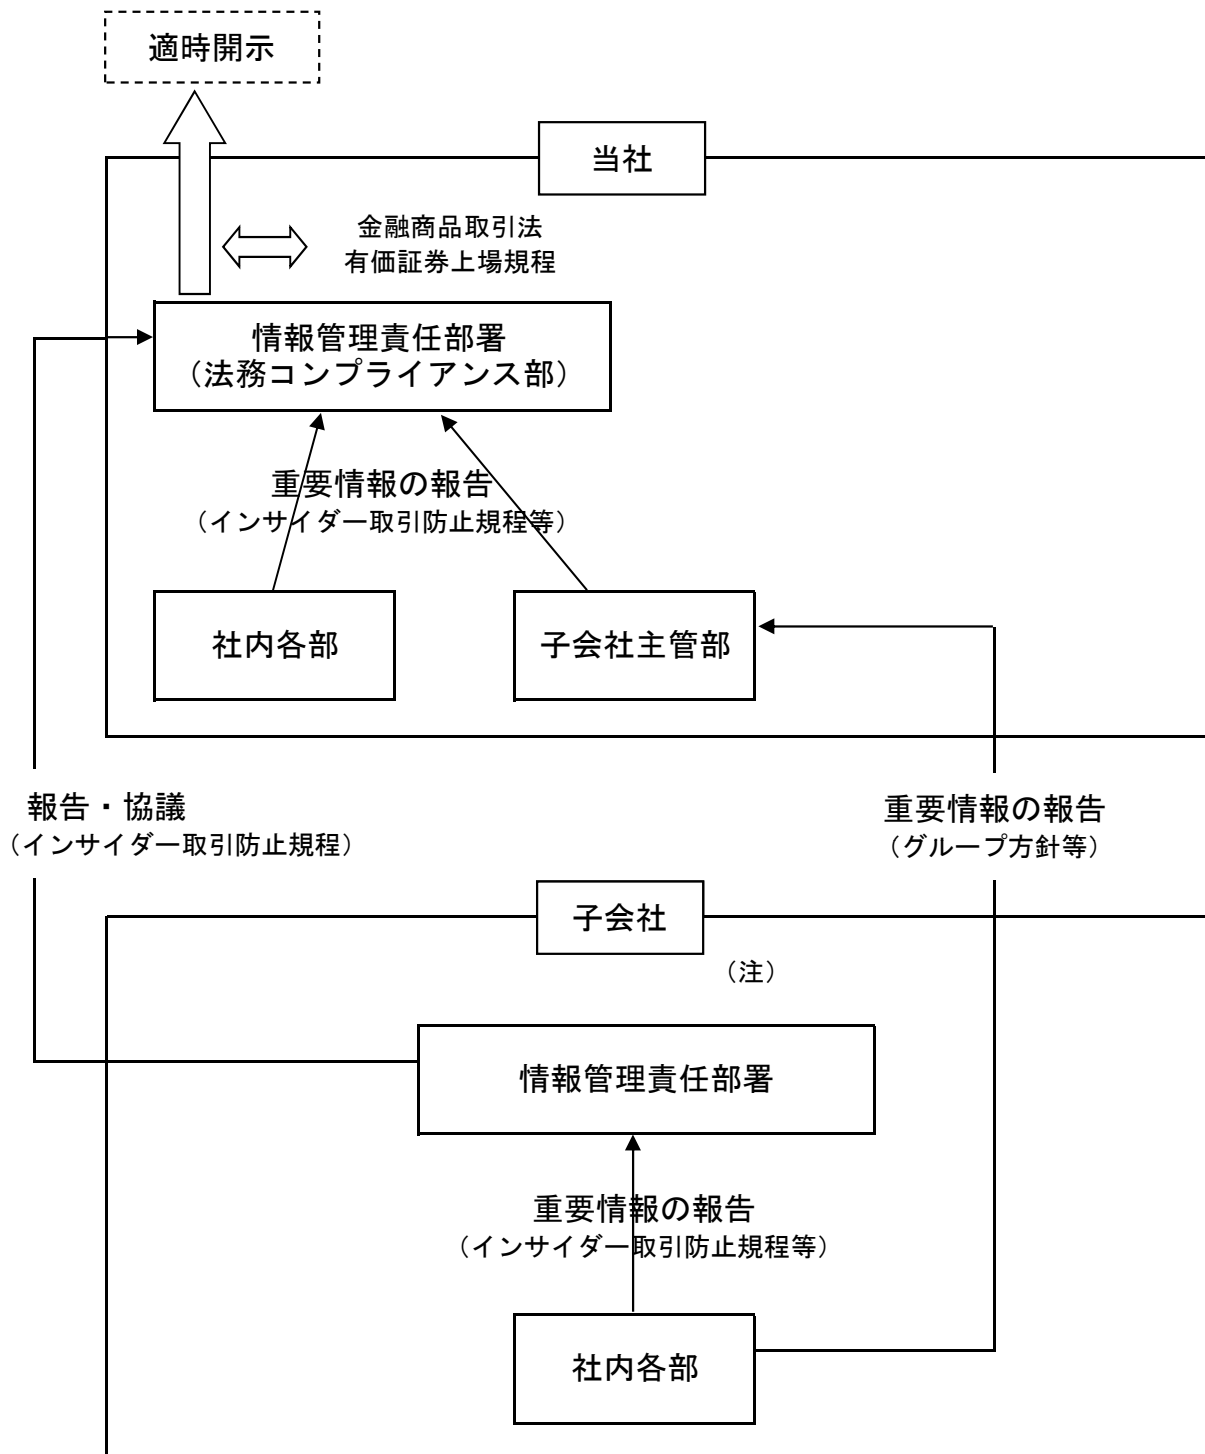 適時開示
当社
金融商品取引法
有価証券上場規程
情報管理責任部署
（法務コンプライアンス部）
重要情報の報告
（インサイダー取引防止規程等）
社内各部
子会社主管部
報告・協議
（インサイダー取引防止規程）
重要情報の報告
（グループ方針等）
子会社
（注）
情報管理責任部署
重要情報の報告
（インサイダー取引防止規程等）
社内各部